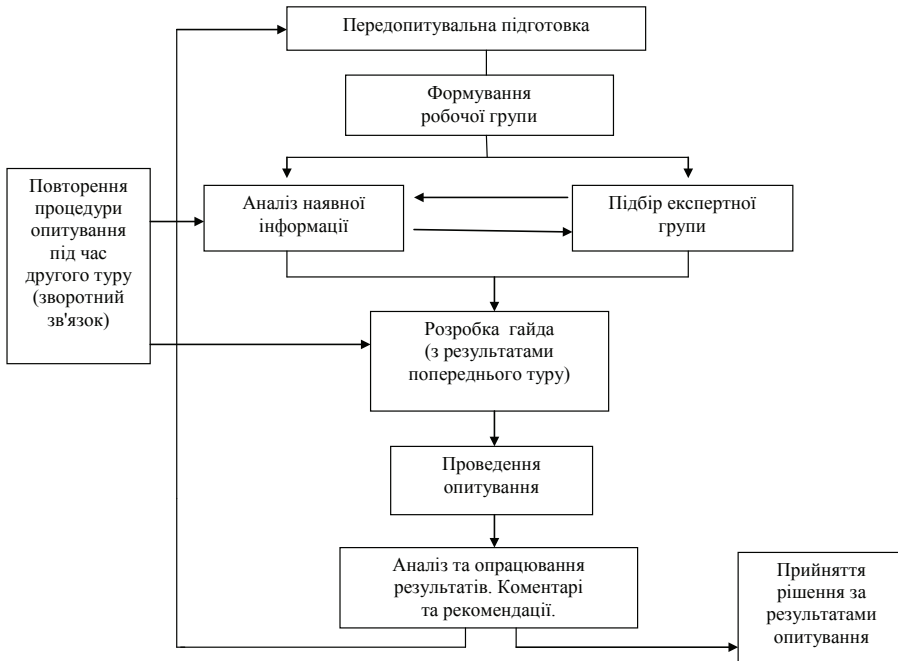 Передопитувальна підготовка
Формування
робочої групи
Повторення
процедури
опитування
під час
другого туру
(зворотний
зв'язок)
Аналіз наявної
інформації
Підбір експертної
групи
Розробка гайда
(з результатами
попереднього туру)
Проведення
опитування
Аналіз та опрацювання
результатів. Коментарі
та рекомендації.
Прийняття
рішення за
результатами
опитування